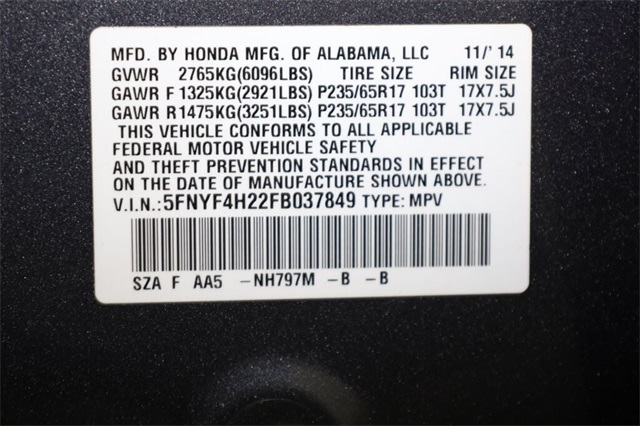 MFD. BY HONDA MFG. OF ALABAMA, LLC 11/'14
GVWR 2765KG(6096LBS) TIRE SIZE RIM SIZE
GAWR F 1325KG(2921LBS) P235/65R17 103T 17X7.5J
GAWR R 1475KG(3251LBS) P235/65R17 103T 17X7.5J
THIS VEHICLE CONFORMS TO ALL APPLICABLE
FEDERAL MOTOR VEHICLE SAFETY
AND THEFT PREVENTION STANDARDS IN EFFECT
ON THE DATE OF MANUFACTURE SHOWN ABOVE.
V.I.N.:5FNYF4H22FB037849 TYPE: MPV
SZA F AA5 -NH797M -B -B